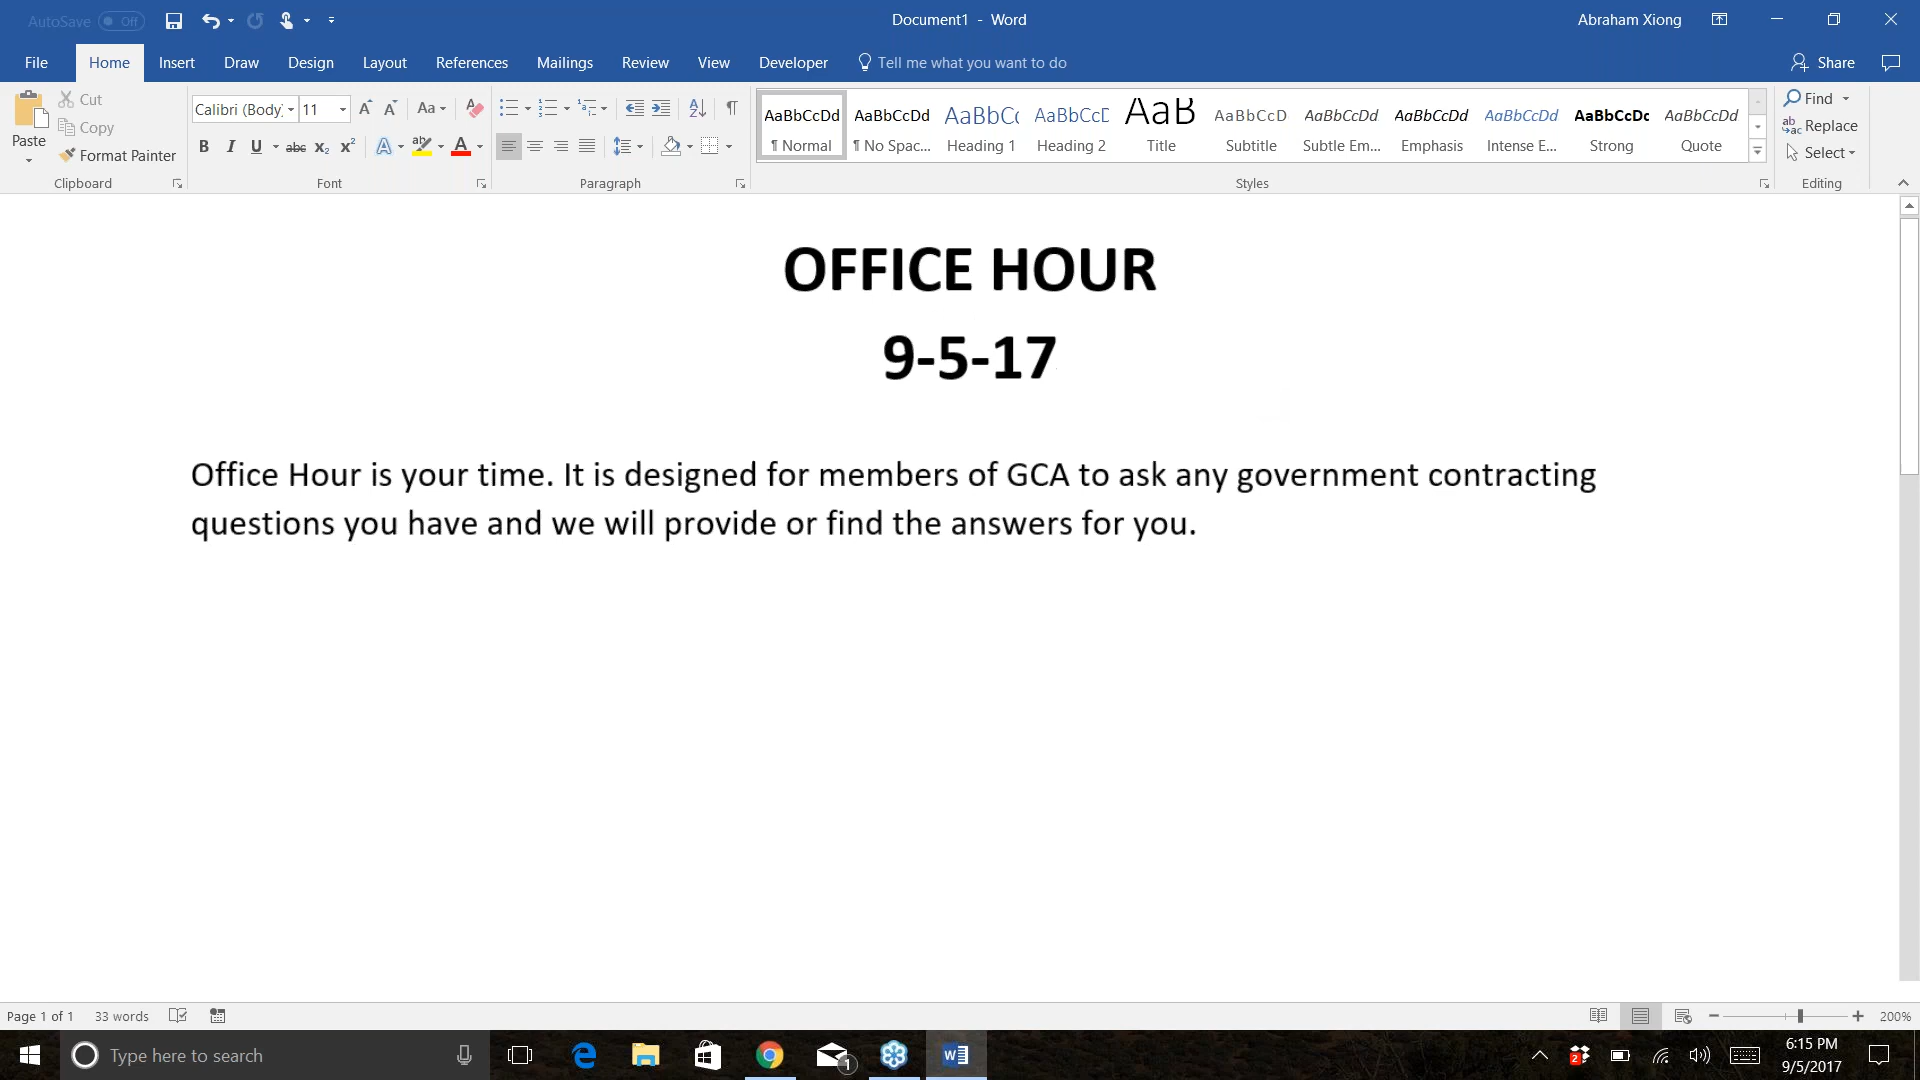 AutoSave Off
Document1 - Word
Abraham Xiong
File Home Insert Draw Design Layout References Mailings Review View Developer Tell me what you want to do Share
Paste
Cut
Copy
Format Painter
Clipboard
Calibri (Body) 11
Font
Paragraph
AaBbCcDd AaBbCcDd AaBbCc AaBbCcD AaB AaBbCcD AaBbCcDd AaBbCcDd AaBbCcDd AaBbCcDc AaBbCcDd
¶ Normal ¶ No Spac... Heading 1 Heading 2 Title Subtitle Subtle Em... Emphasis Intense E... Strong Quote
Styles
Find
Replace
Select
Editing
OFFICE HOUR
9-5-17
Office Hour is your time. It is designed for members of GCA to ask any government contracting
questions you have and we will provide or find the answers for you.
Page 1 of 1 33 words 200%
Type here to search
6:15 PM
9/5/2017